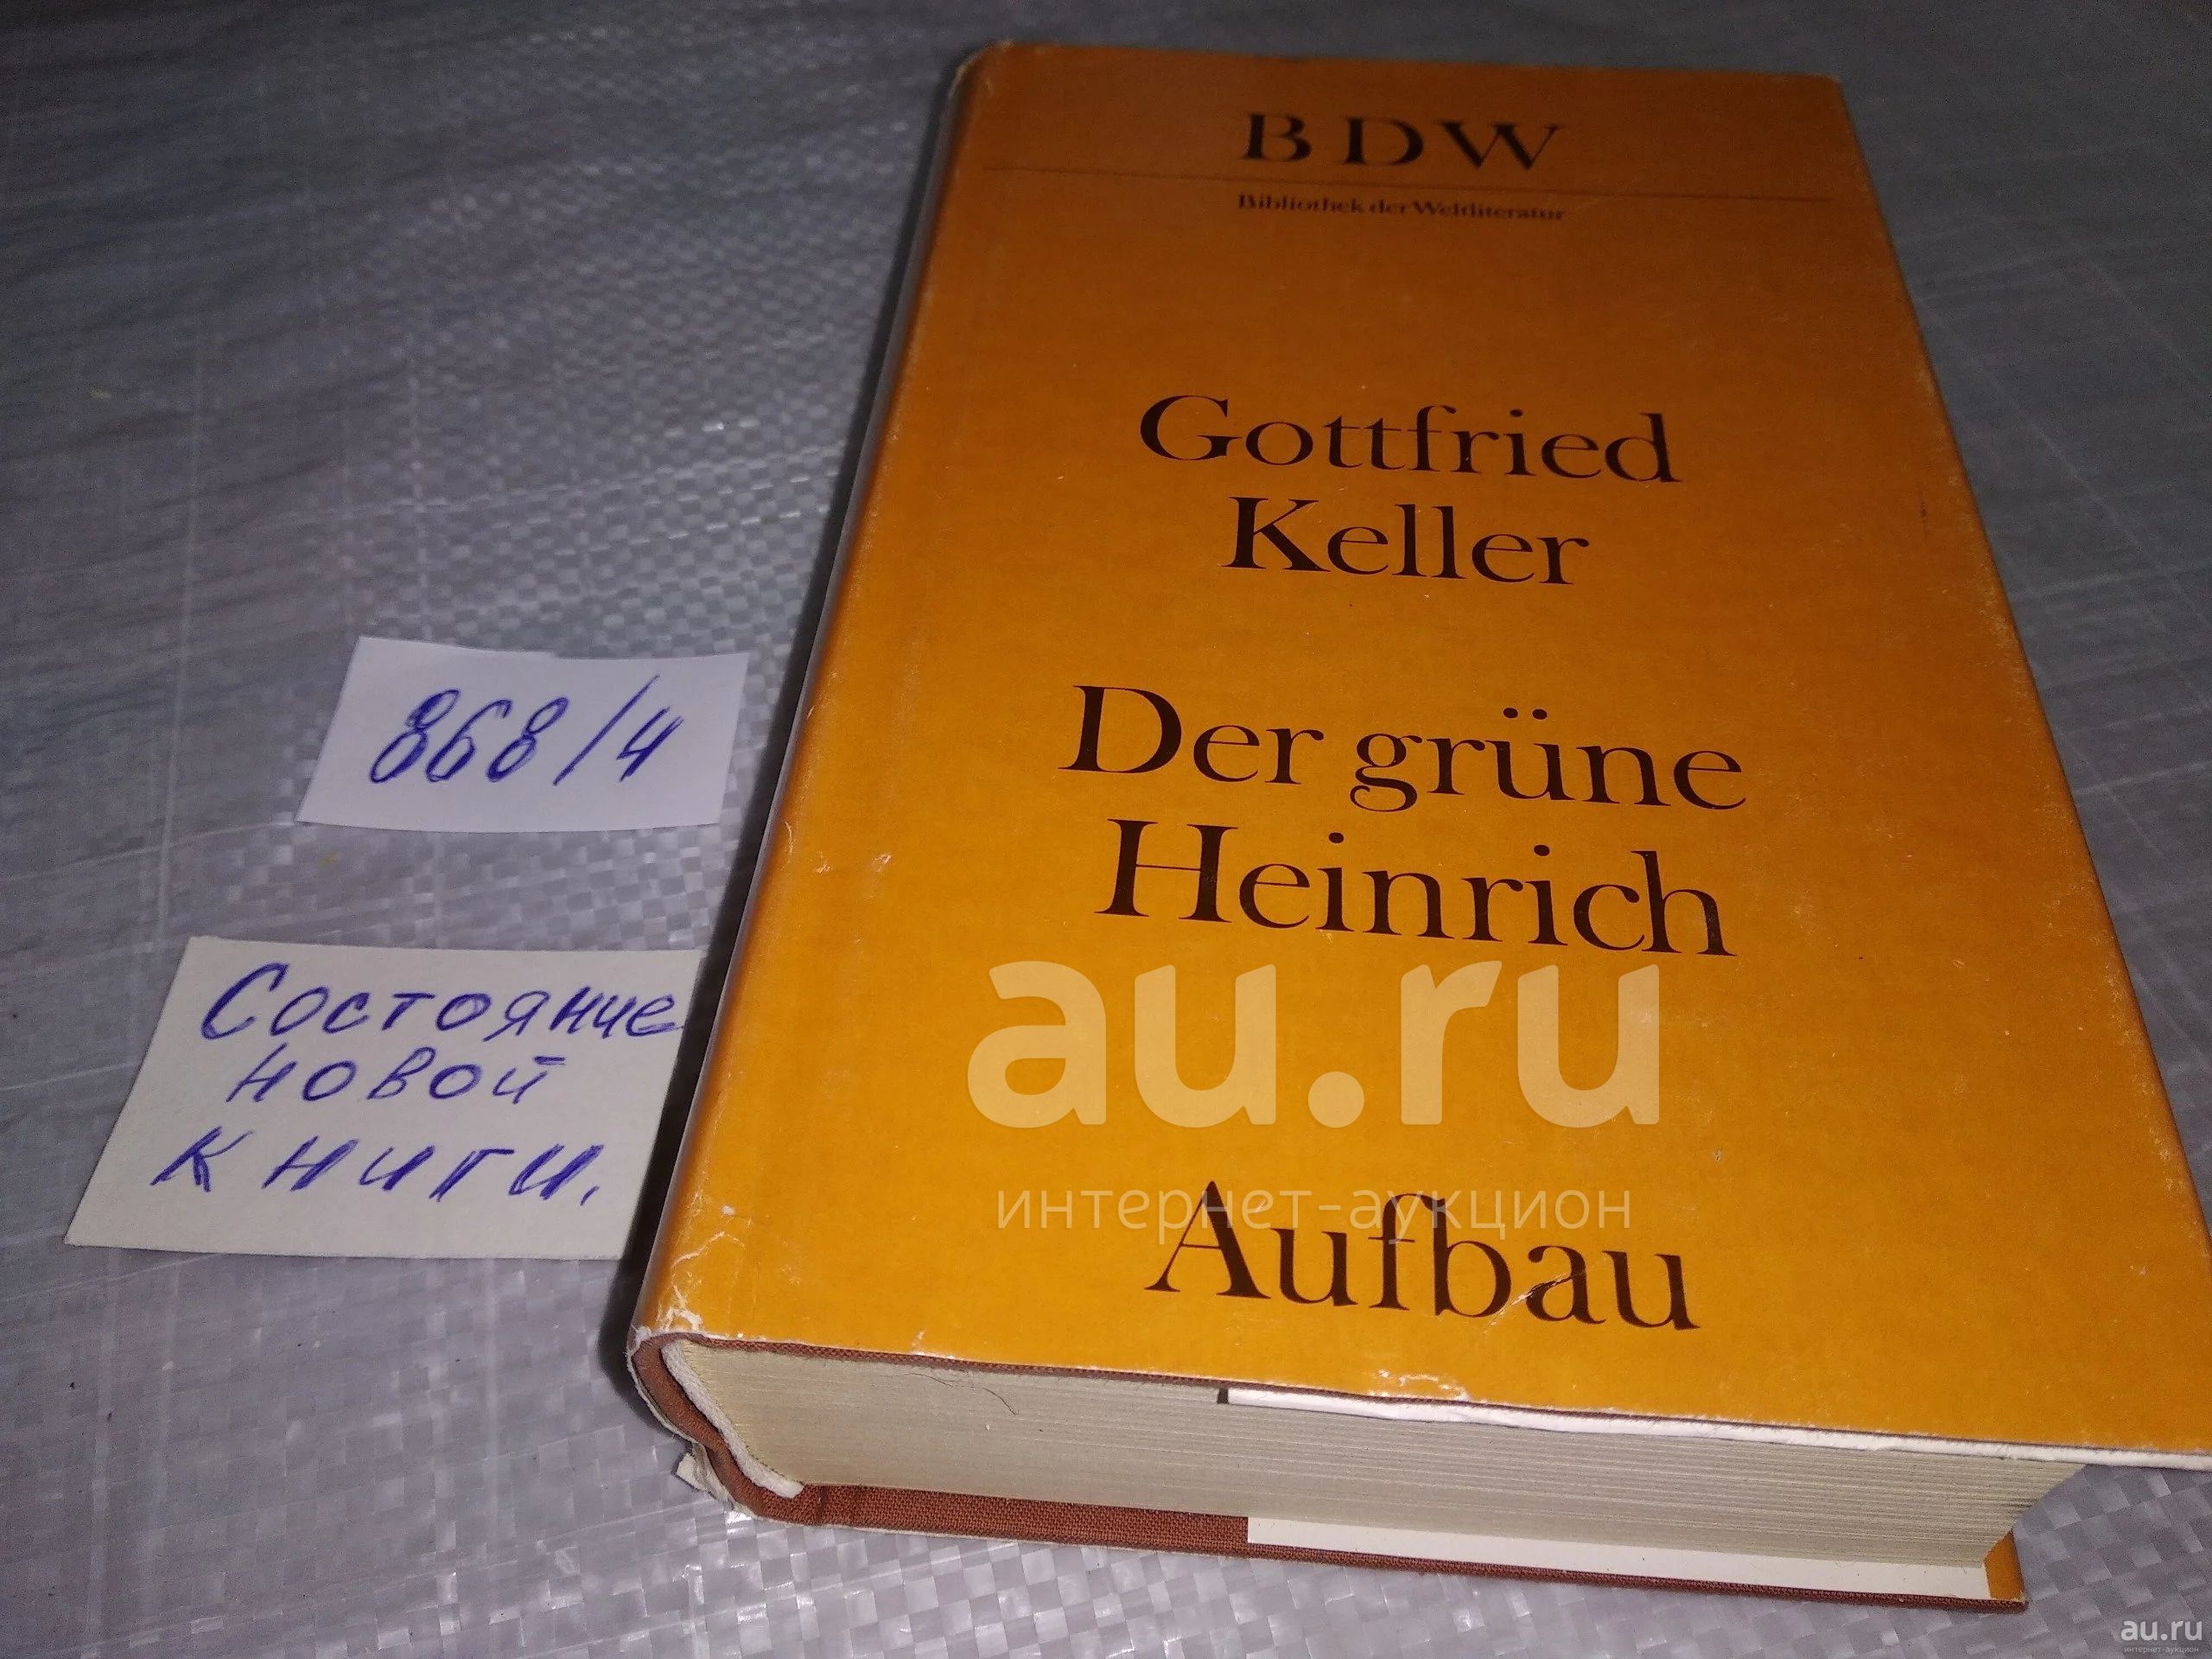 BDW
Bibliothek der Weltliteratur
Gottfried
Keller
Der grüne
Heinrich
Aufbau
868/4
Состояние
новой
книги.
au.ru
интернет-аукцион
au.ru
интернет-аукцион